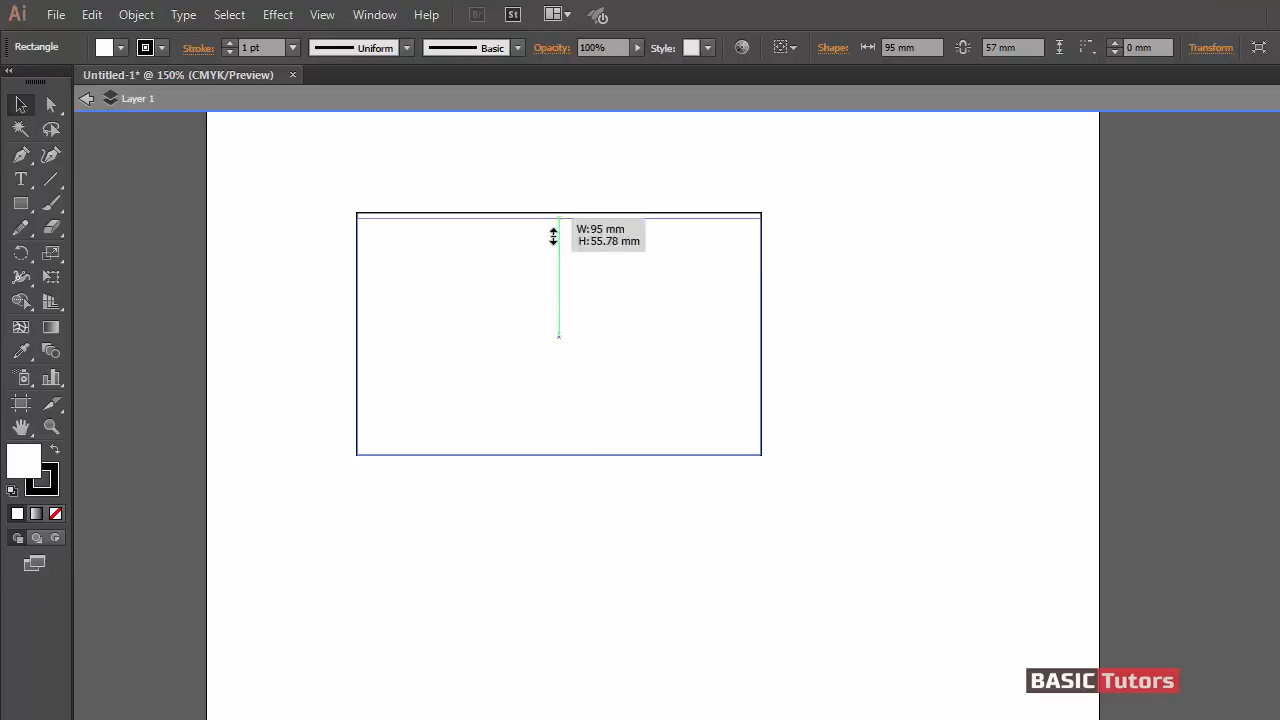 Ai File Edit Object Type Select Effect View Window Help Br St
Rectangle Stroke: 1 pt Uniform Basic Opacity: 100% Style: Shape: 95 mm 57 mm 0 mm Transform
Untitled-1* @ 150% (CMYK/Preview)
Layer 1
W:95 mm
H:55.78 mm
BASIC Tutors